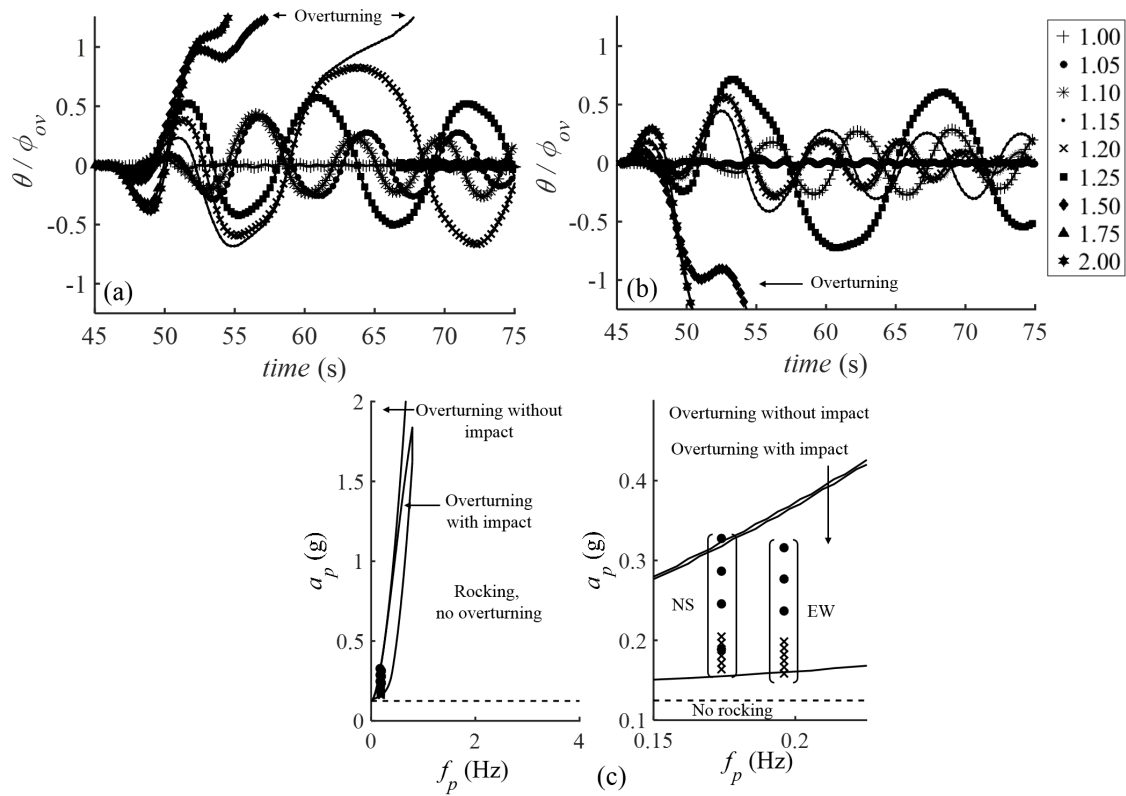 1
0.5
0
-0.5
-1
θ / ϕov
Overturning
(a)
45 50 55 60 65 70 75
time (s)
1
0.5
0
-0.5
-1
θ / ϕov
Overturning
(b)
45 50 55 60 65 70 75
time (s)
1.00
1.05
1.10
1.15
1.20
1.25
1.50
1.75
2.00
2
1.5
1
0.5
0
ap (g)
Overturning without
impact
Overturning
with impact
Rocking,
no overturning
0 2 4
fp (Hz)
(c)
0.4
0.3
0.2
0.1
ap (g)
Overturning without impact
Overturning with impact
NS
EW
No rocking
0.15 0.2
fp (Hz)